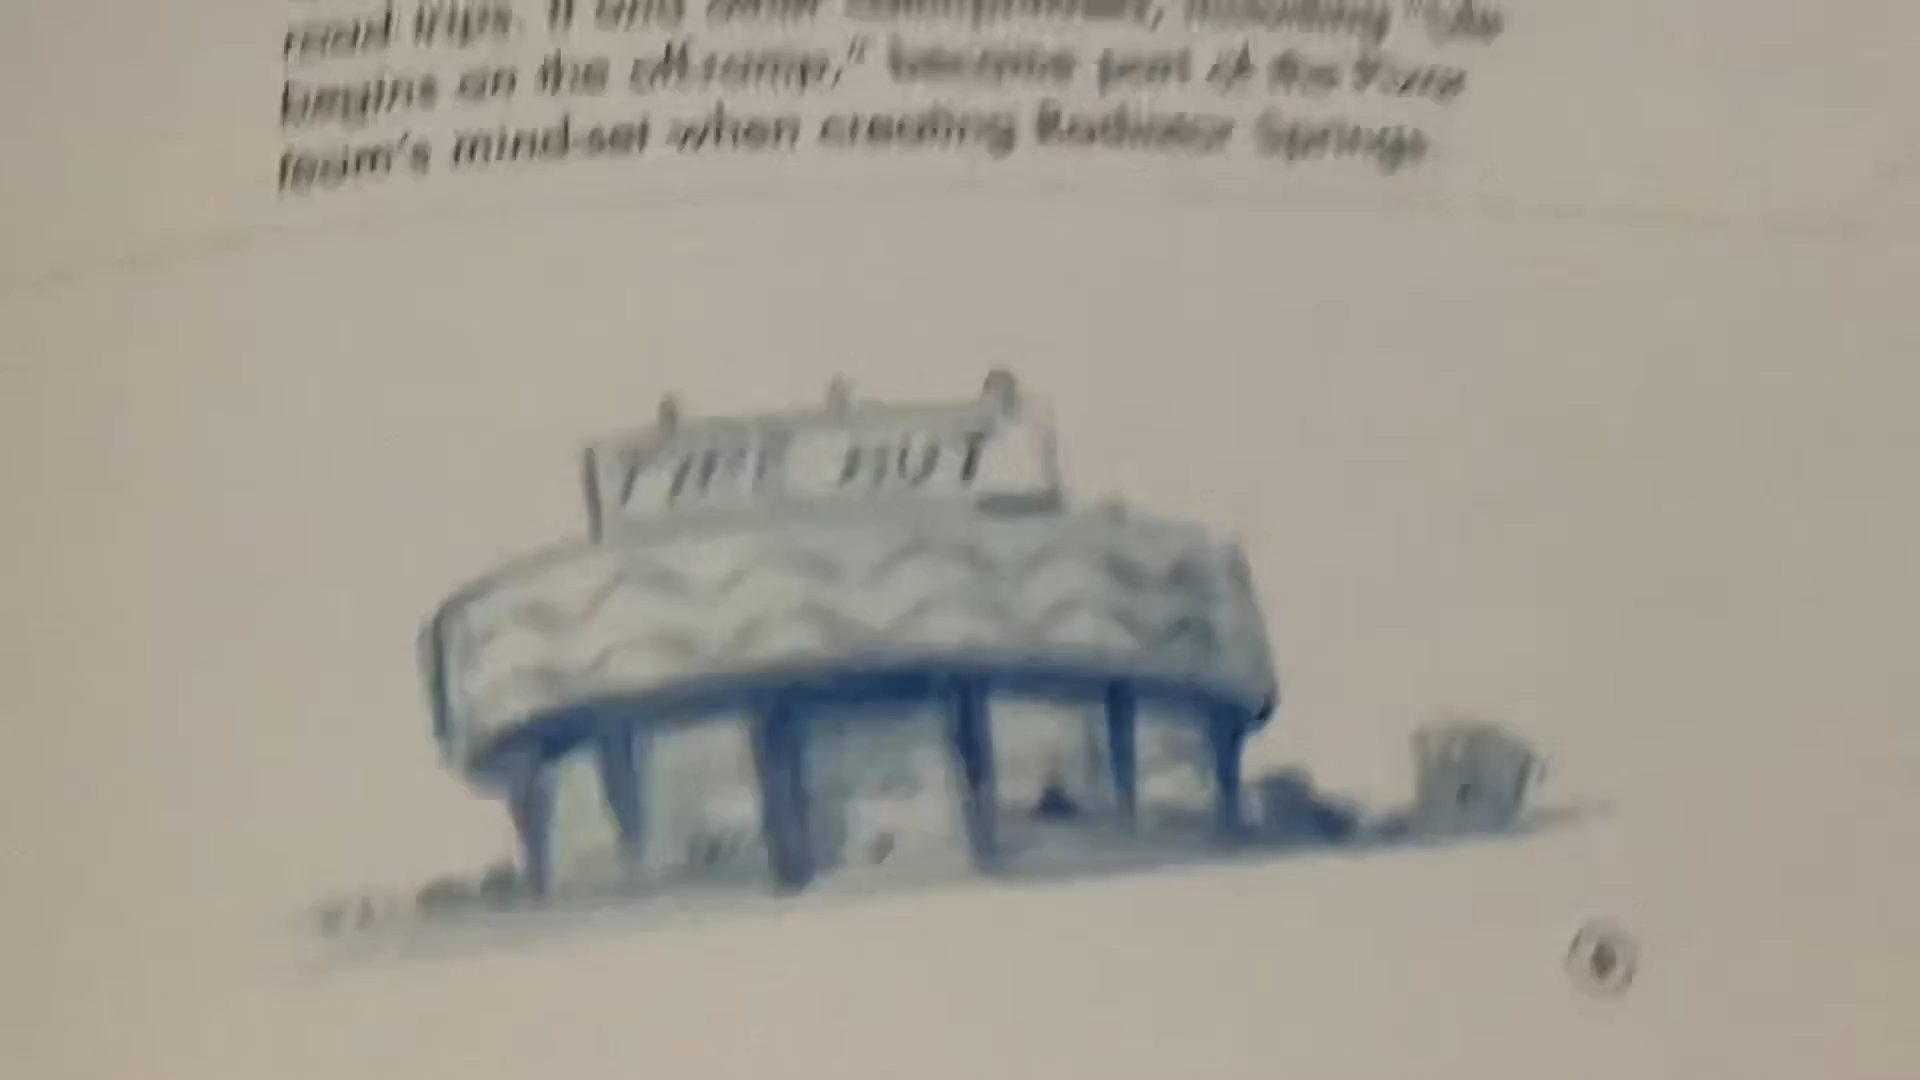 road trips. It and other
begins on the off-ramp," became part of the
team's mind-set when creating Radiator Springs
HUT